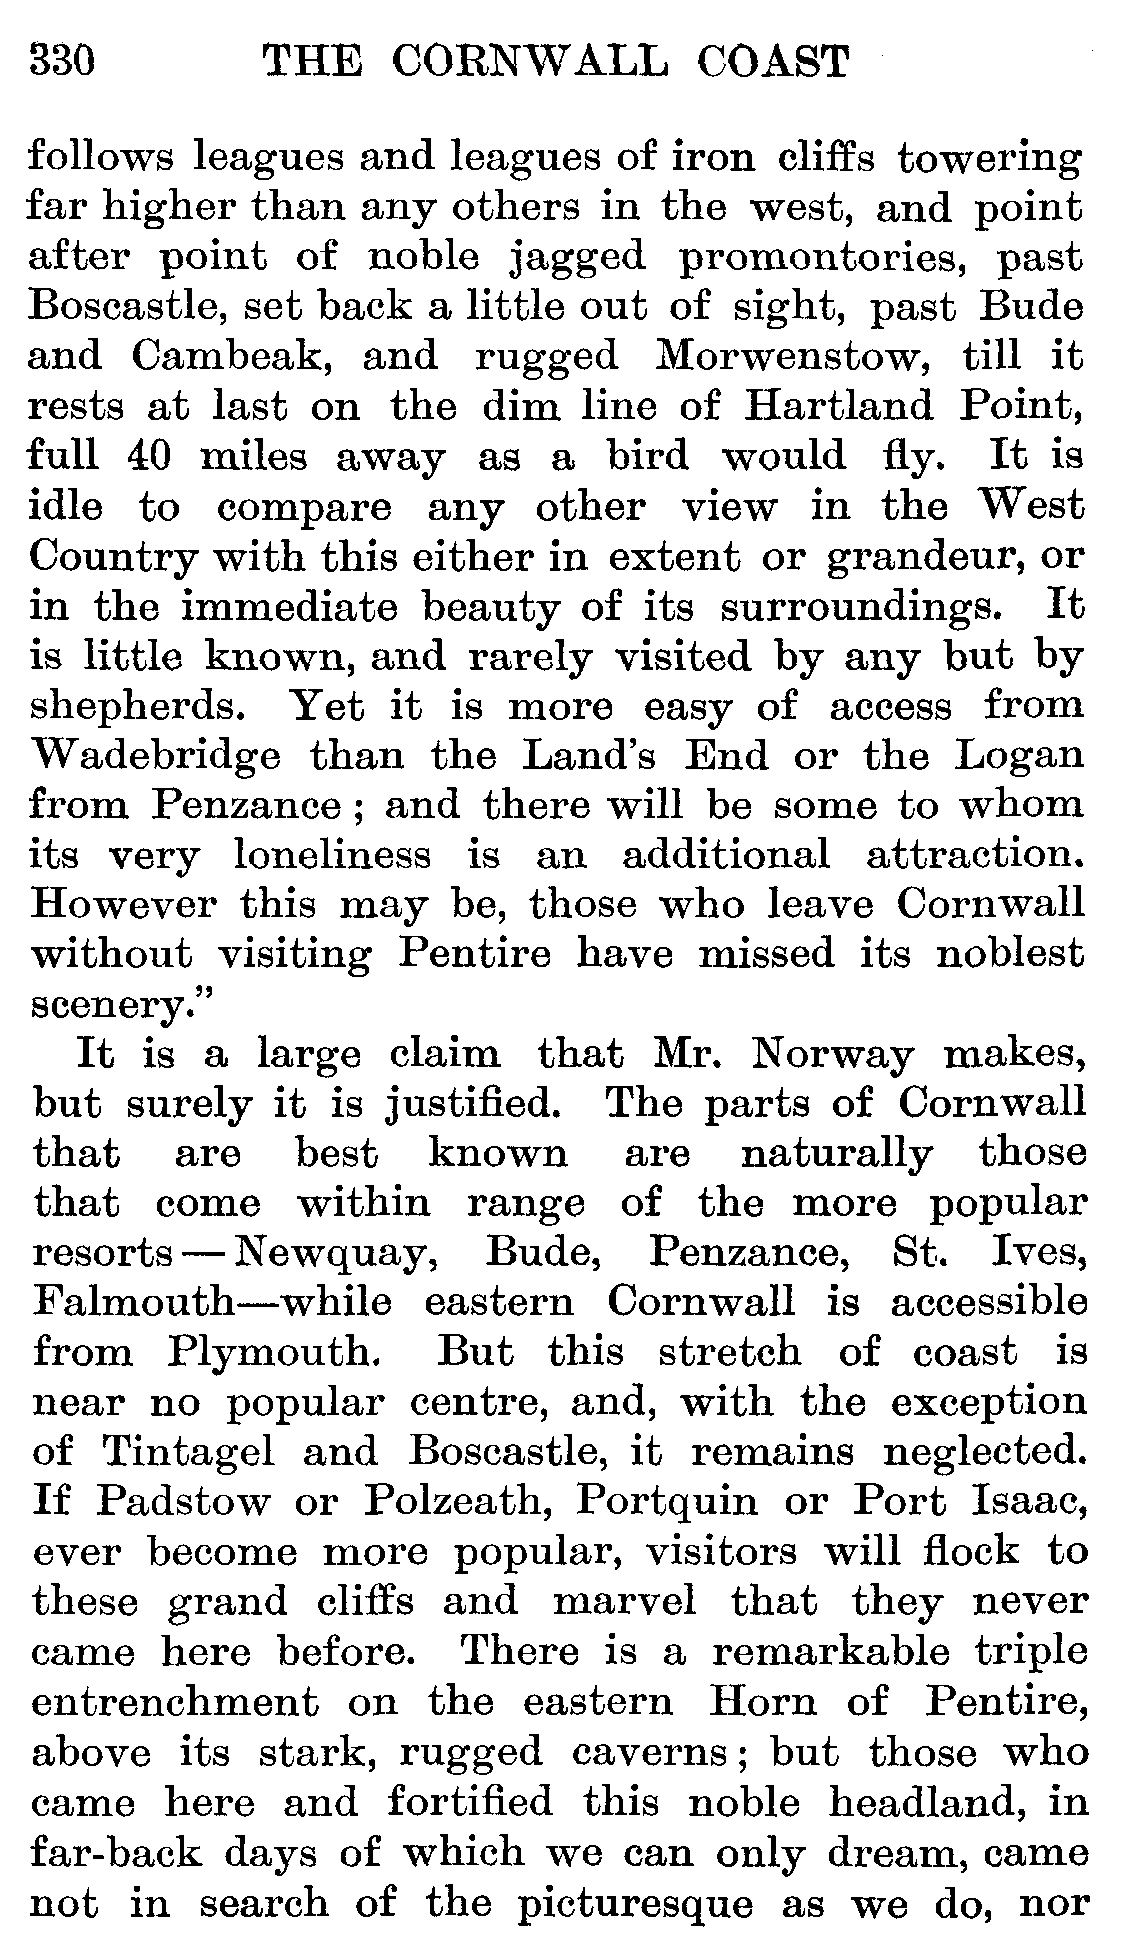 330 THE CORNWALL COAST
follows leagues and leagues of iron cliffs towering
far higher than any others in the west, and point
after point of noble jagged promontories, past
Boscastle, set back a little out of sight, past Bude
and Cambeak, and rugged Morwenstow, till it
rests at last on the dim line of Hartland Point,
full 40 miles away as a bird would fly. It is
idle to compare any other view in the West
Country with this either in extent or grandeur, or
in the immediate beauty of its surroundings. It
is little known, and rarely visited by any but by
shepherds. Yet it is more easy of access from
Wadebridge than the Land's End or the Logan
from Penzance ; and there will be some to whom
its very loneliness is an additional attraction.
However this may be, those who leave Cornwall
without visiting Pentire have missed its noblest
scenery."
It is a large claim that Mr. Norway makes,
but surely it is justified. The parts of Cornwall
that are best known are naturally those
that come within range of the more popular
resorts — Newquay, Bude, Penzance, St. Ives,
Falmouth—while eastern Cornwall is accessible
from Plymouth. But this stretch of coast is
near no popular centre, and, with the exception
of Tintagel and Boscastle, it remains neglected.
If Padstow or Polzeath, Portquin or Port Isaac,
ever become more popular, visitors will flock to
these grand cliffs and marvel that they never
came here before. There is a remarkable triple
entrenchment on the eastern Horn of Pentire,
above its stark, rugged caverns ; but those who
came here and fortified this noble headland, in
far-back days of which we can only dream, came
not in search of the picturesque as we do, nor